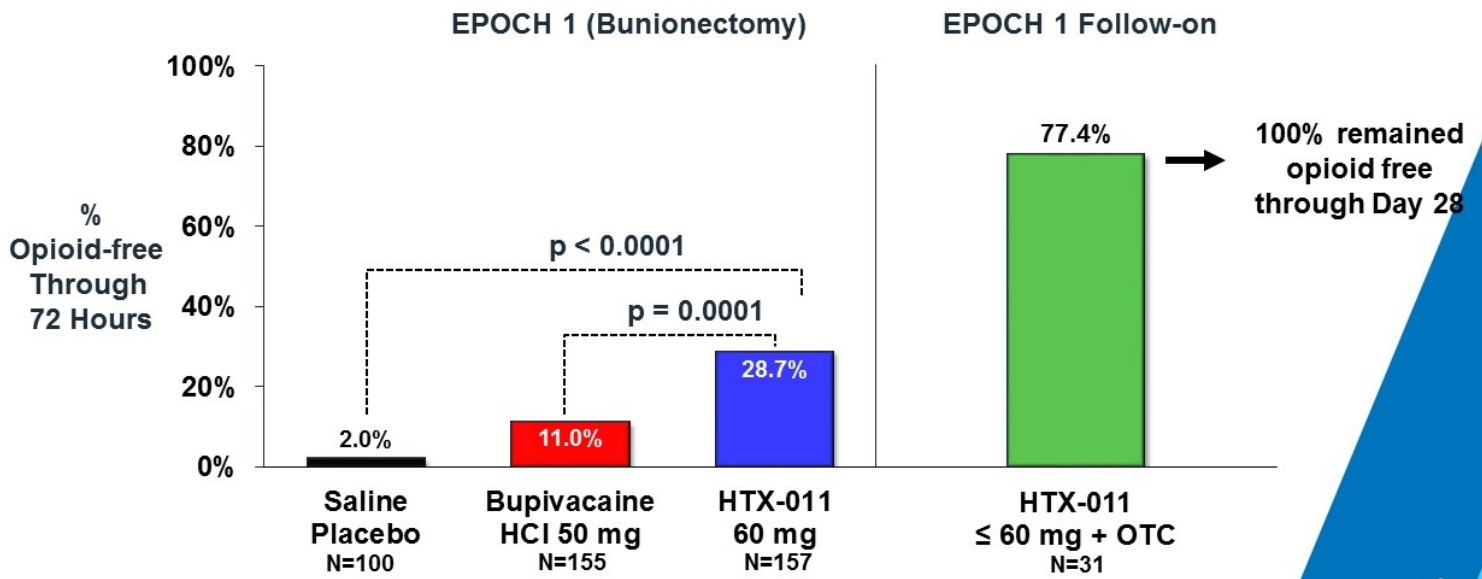 EPOCH 1 (Bunionectomy)
EPOCH 1 Follow-on
100%
80%
60%
40%
20%
0%
%
Opioid-free
Through
72 Hours
p < 0.0001
p = 0.0001
2.0%
11.0%
28.7%
77.4%
100% remained
opioid free
through Day 28
Saline
Placebo
N=100
Bupivacaine
HCl 50 mg
N=155
HTX-011
60 mg
N=157
HTX-011
≤ 60 mg + OTC
N=31